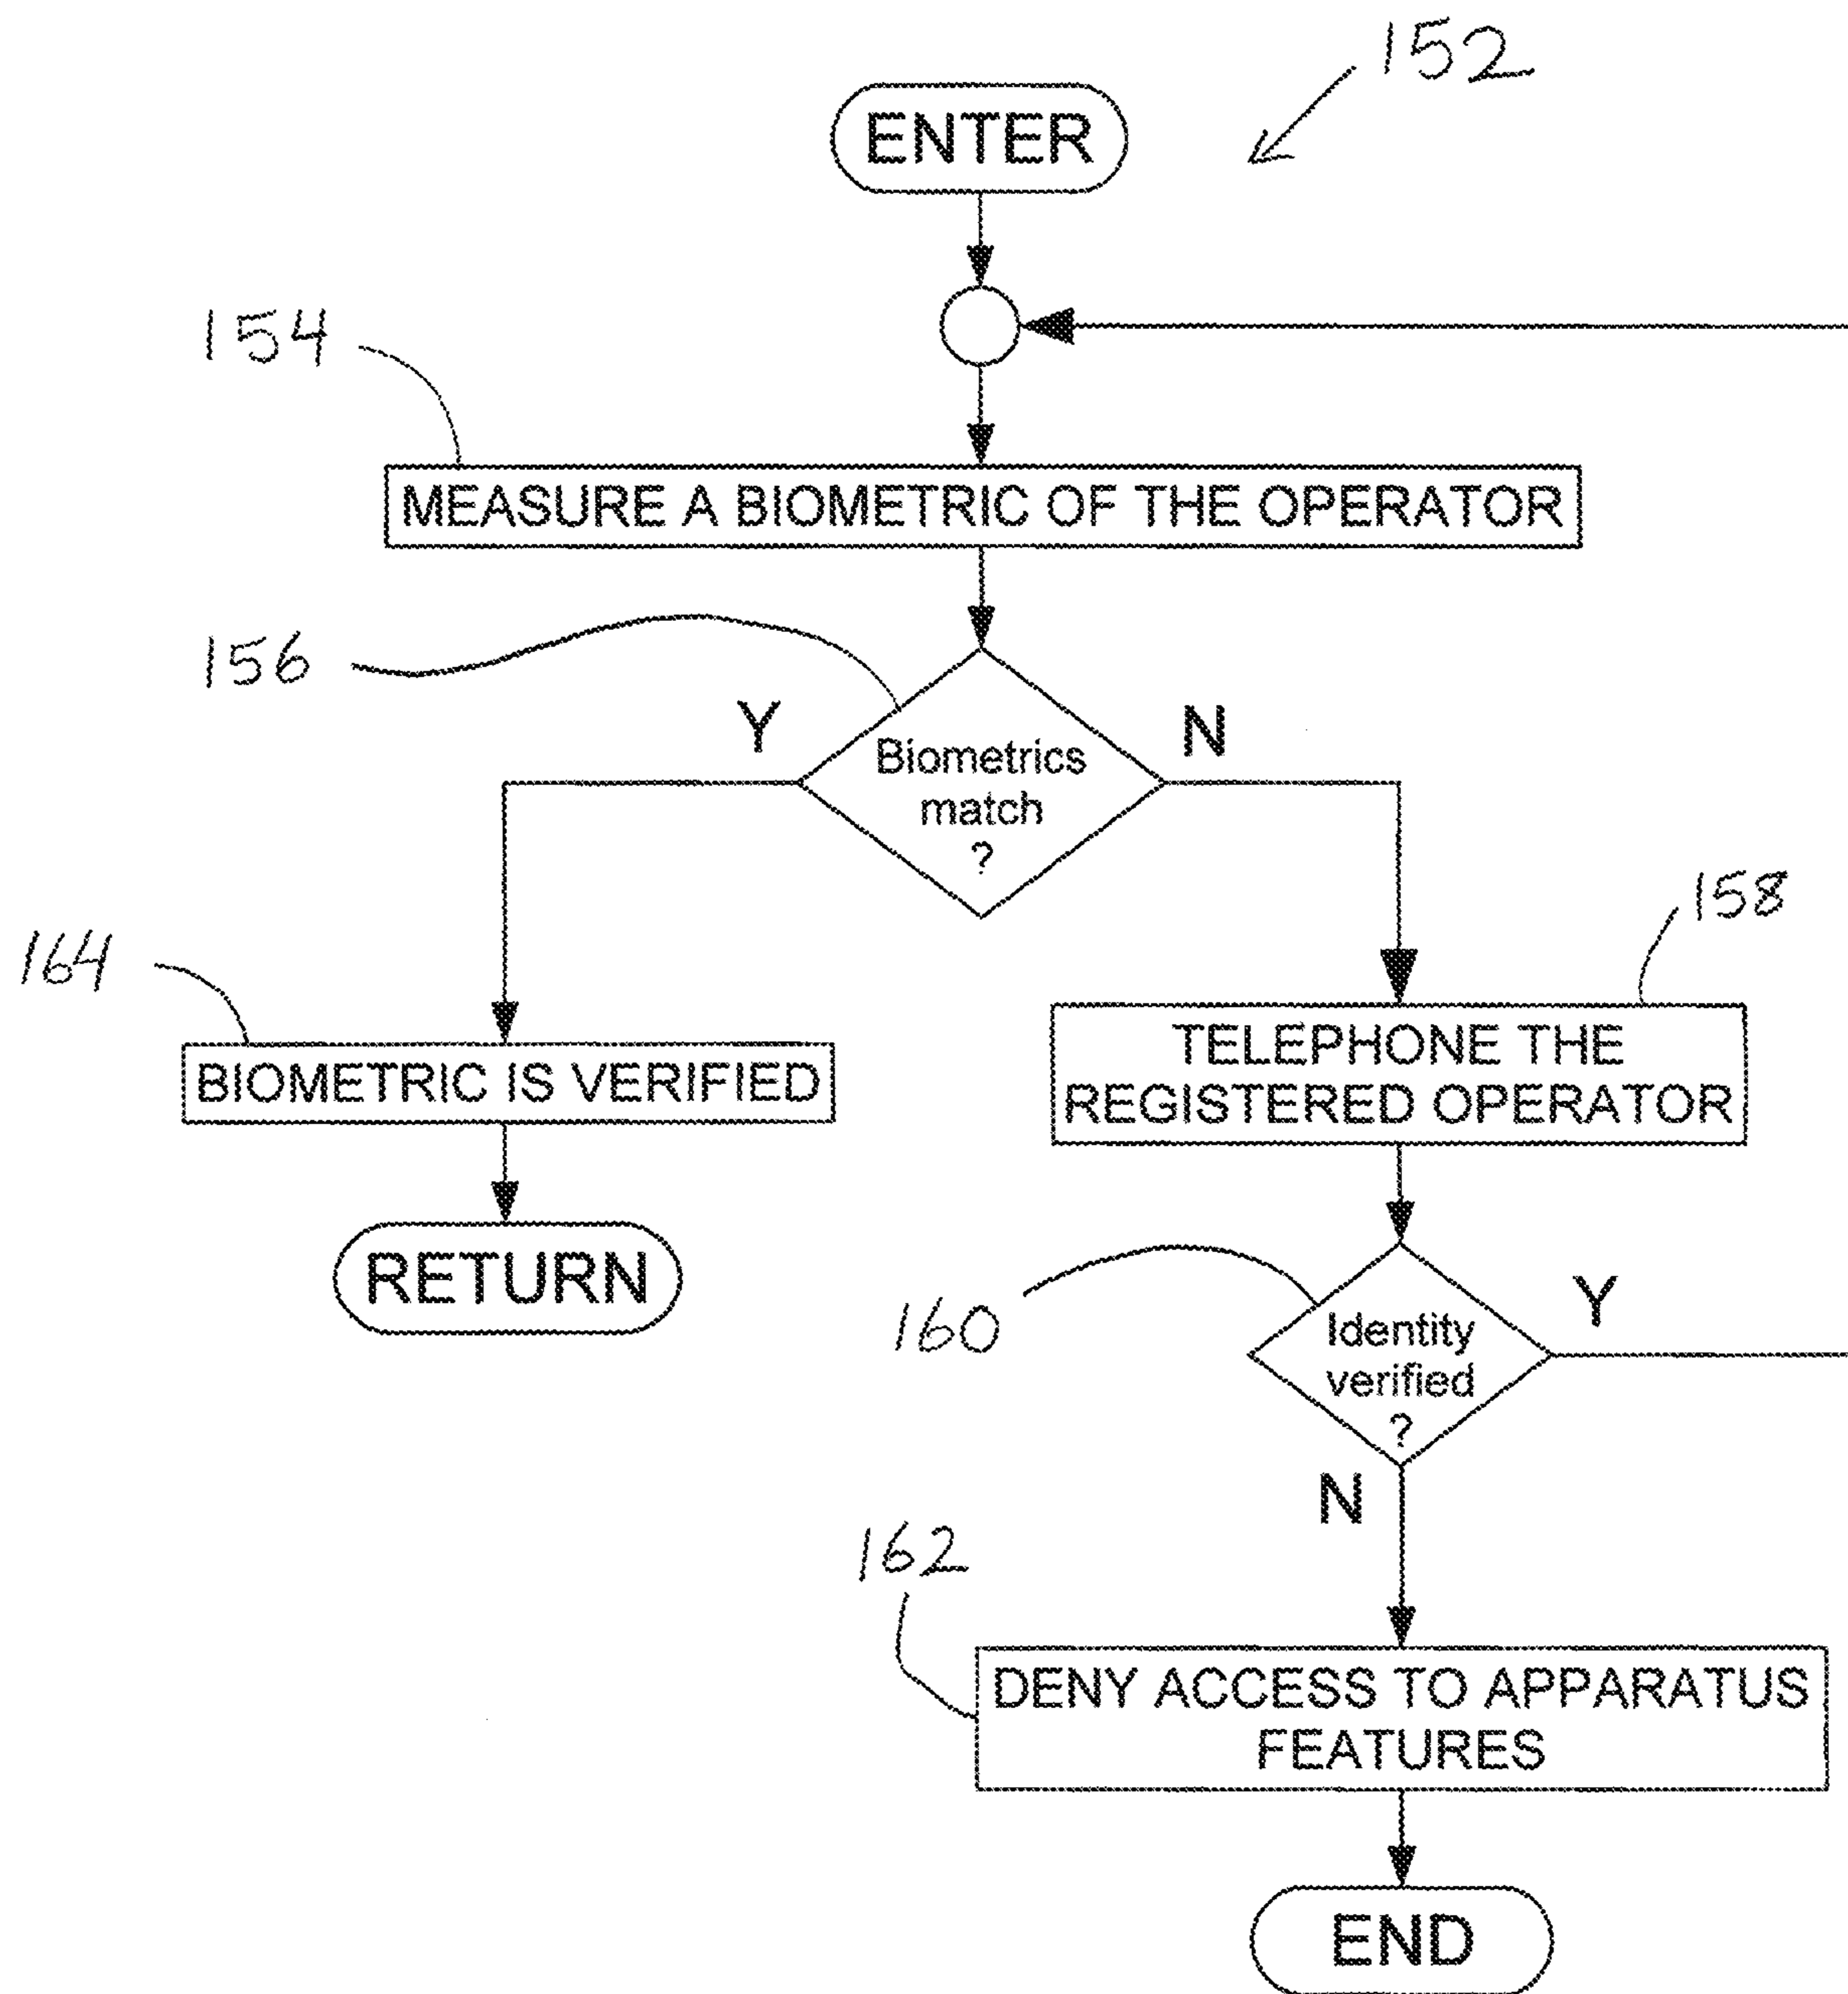 152
ENTER
154
MEASURE A BIOMETRIC OF THE OPERATOR
156
Y
N
Biometrics
match
?
158
164
BIOMETRIC IS VERIFIED
TELEPHONE THE
REGISTERED OPERATOR
RETURN
160
Y
Identity
verified
?
N
162
DENY ACCESS TO APPARATUS
FEATURES
END